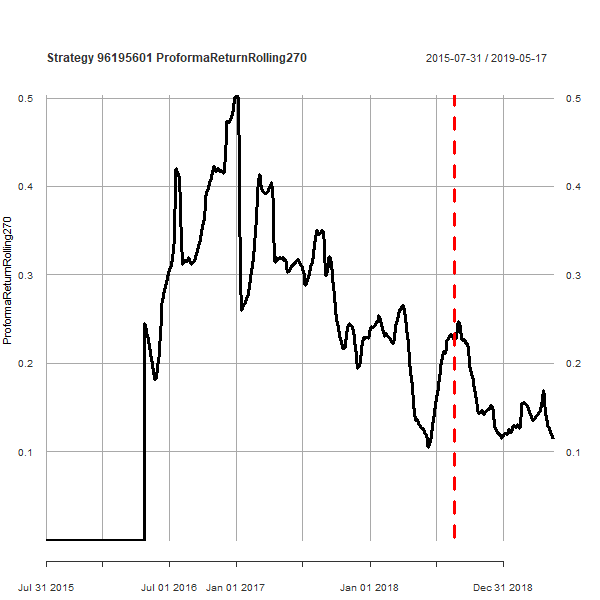 Strategy 96195601 ProformaReturnRolling270
2015-07-31 / 2019-05-17
0.5 0.5
0.4 0.4
0.3 0.3
0.2 0.2
0.1 0.1
ProformaReturnRolling270
Jul 31 2015 Jul 01 2016 Jan 01 2017 Jan 01 2018 Dec 31 2018